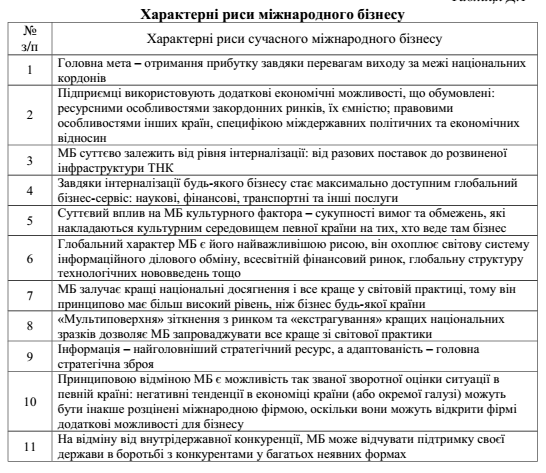 Характерні риси міжнародного бізнесу
№
з/п
Характерні риси сучасного міжнародного бізнесу
1
Головна мета – отримання прибутку завдяки перевагам виходу за межі національних
кордонів
2
Підприємці використовують додаткові економічні можливості, що обумовлені:
ресурсними особливостями закордонних ринків, їх ємністю; правовими
особливостями інших країн, специфікою міждержавних політичних та економічних
відносин
3
МБ суттєво залежить від рівня інтерналізації: від разових поставок до розвиненої
інфраструктури ТНК
4
Завдяки інтерналізації будь-якого бізнесу стає максимально доступним глобальний
бізнес-сервіс: наукові, фінансові, транспортні та інші послуги
5
Суттєвий вплив на МБ культурного фактора – сукупності вимог та обмежень, які
накладаються культурним середовищем певної країни на тих, хто веде там бізнес
6
Глобальний характер МБ є його найважливішою рисою, він охоплює світову систему
інформаційного ділового обміну, всесвітній фінансовий ринок, глобальну структуру
технологічних нововведень тощо
7
МБ залучає кращі національні досягнення і все краще у світовій практиці, тому він
принципово має більш високий рівень, ніж бізнес будь-якої країни
8
«Мультиповерхня» зіткнення з ринком та «екстрагування» кращих національних
зразків дозволяє МБ запроваджувати все краще зі світової практики
9
Інформація – найголовніший стратегічний ресурс, а адаптованість – головна
стратегічна зброя
10
Принциповою відміною МБ є можливість так званої зворотної оцінки ситуації в
певній країні: негативні тенденції в економіці країни (або окремої галузі) можуть
бути інакше розцінені міжнародною фірмою, оскільки вони можуть відкрити фірмі
додаткові можливості для бізнесу
11
На відміну від внутрідержавної конкуренції, МБ може відчувати підтримку своєї
держави в боротьбі з конкурентами у багатьох неявних формах